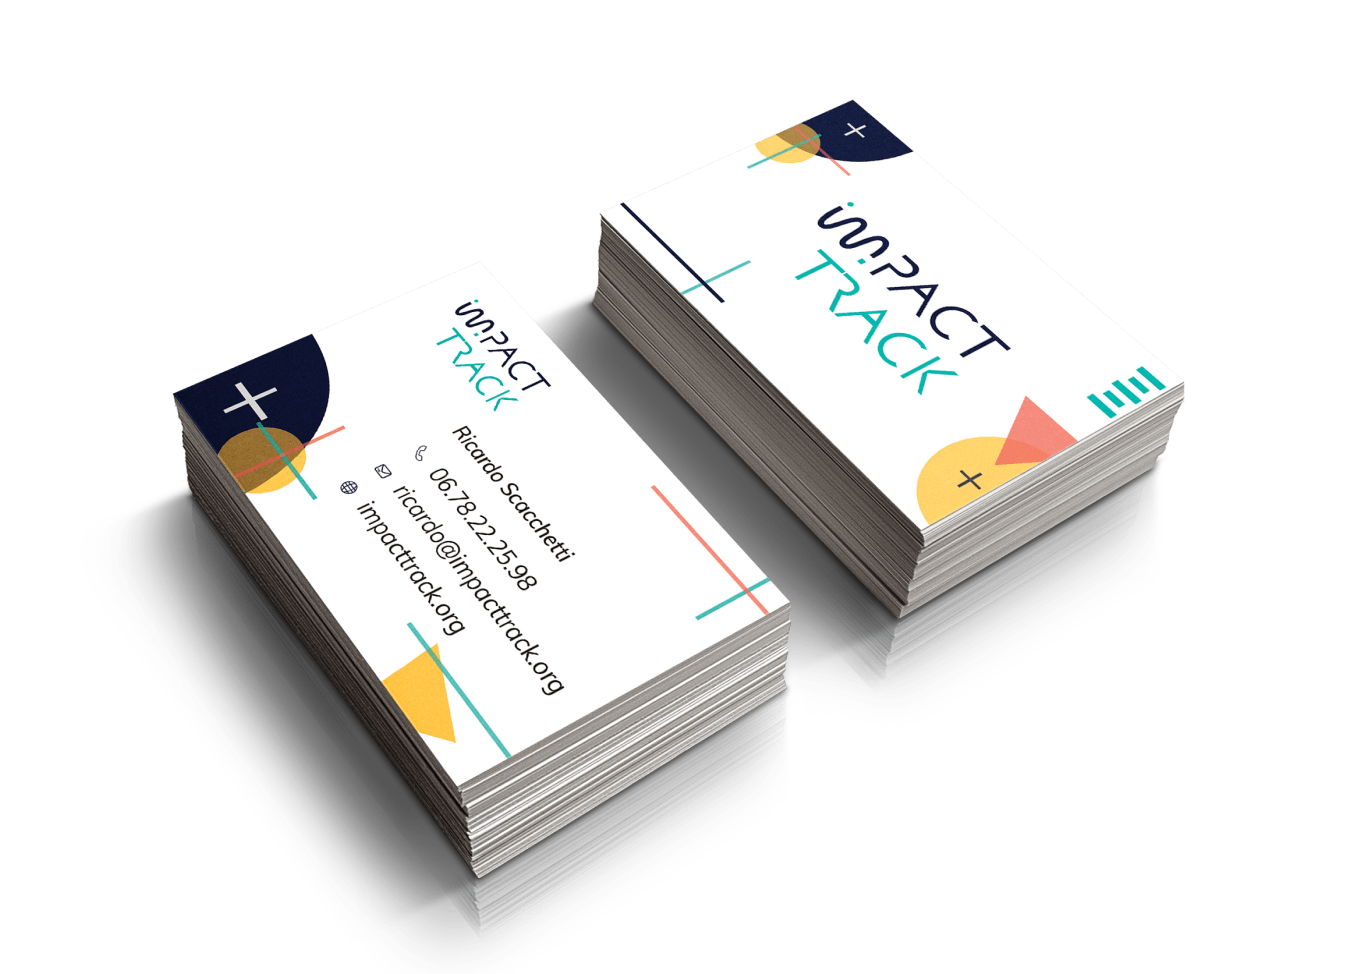 impact
track
Ricardo Scacchetti
06.78.22.25.98
ricardo@impacttrack.org
impacttrack.org
impact
track